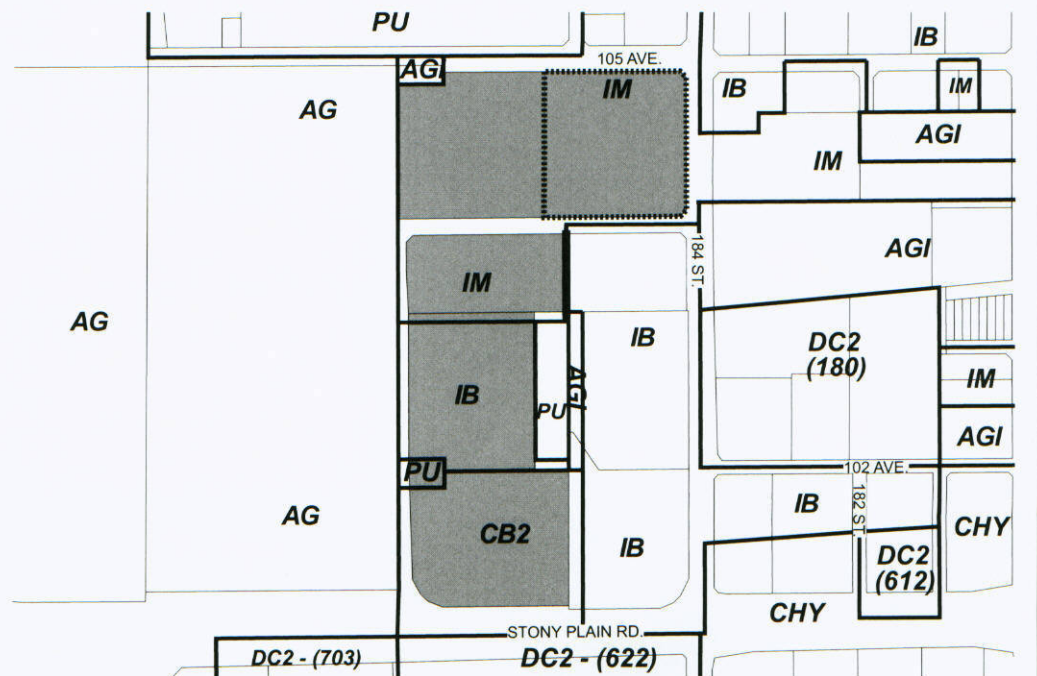 PU
IB
105 AVE.
AGI
IM
IB
IM
AG
AGI
IM
184 ST.
AGI
IM
AG
IB
DC2
(180)
IM
IB
AGI
PU
AGI
PU
102 AVE.
AG
CB2
IB
IB
182 ST.
CHY
DC2
(612)
CHY
STONY PLAIN RD.
DC2 - (703)
DC2 - (622)